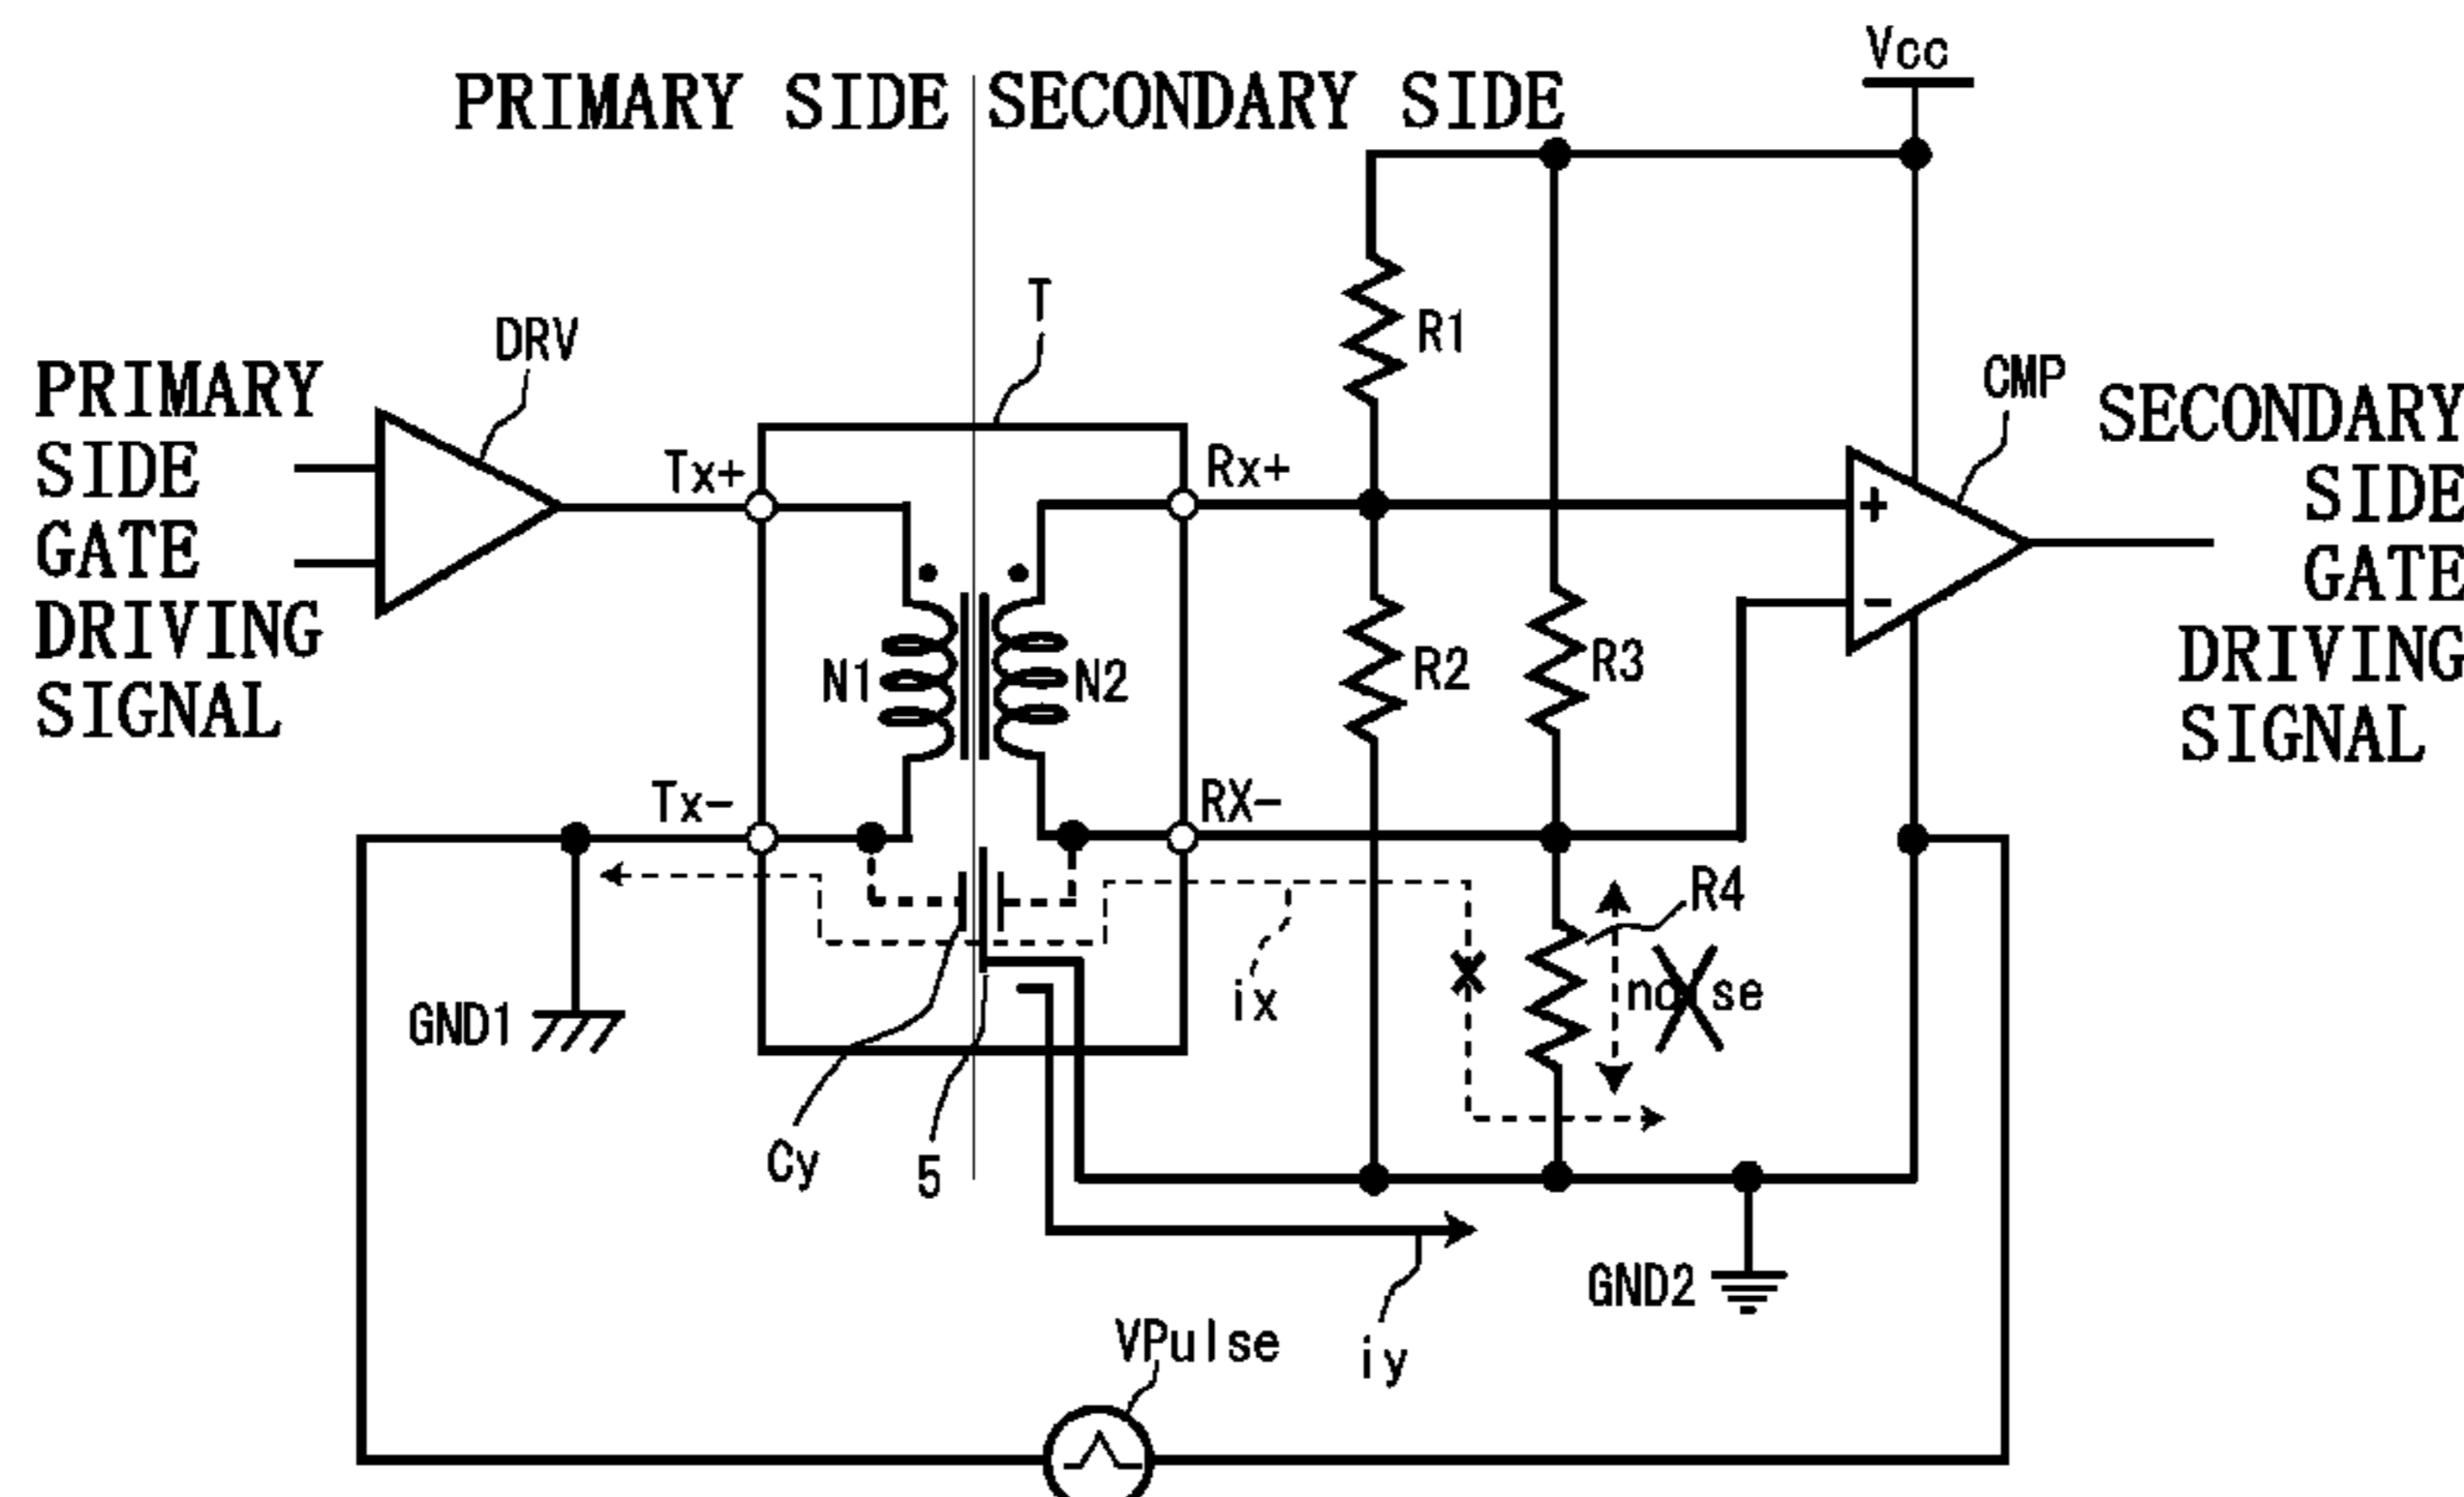 Vcc
PRIMARY SIDE
SECONDARY SIDE
T
DRV
R1
CMP
PRIMARY
SIDE
GATE
DRIVING
SIGNAL
SECONDARY
SIDE
GATE
DRIVING
SIGNAL
Tx+
Rx+
+
-
N1
N2
R2
R3
Tx-
RX-
R4
noise
ix
GND1
Cy
5
GND2
VPulse
iy